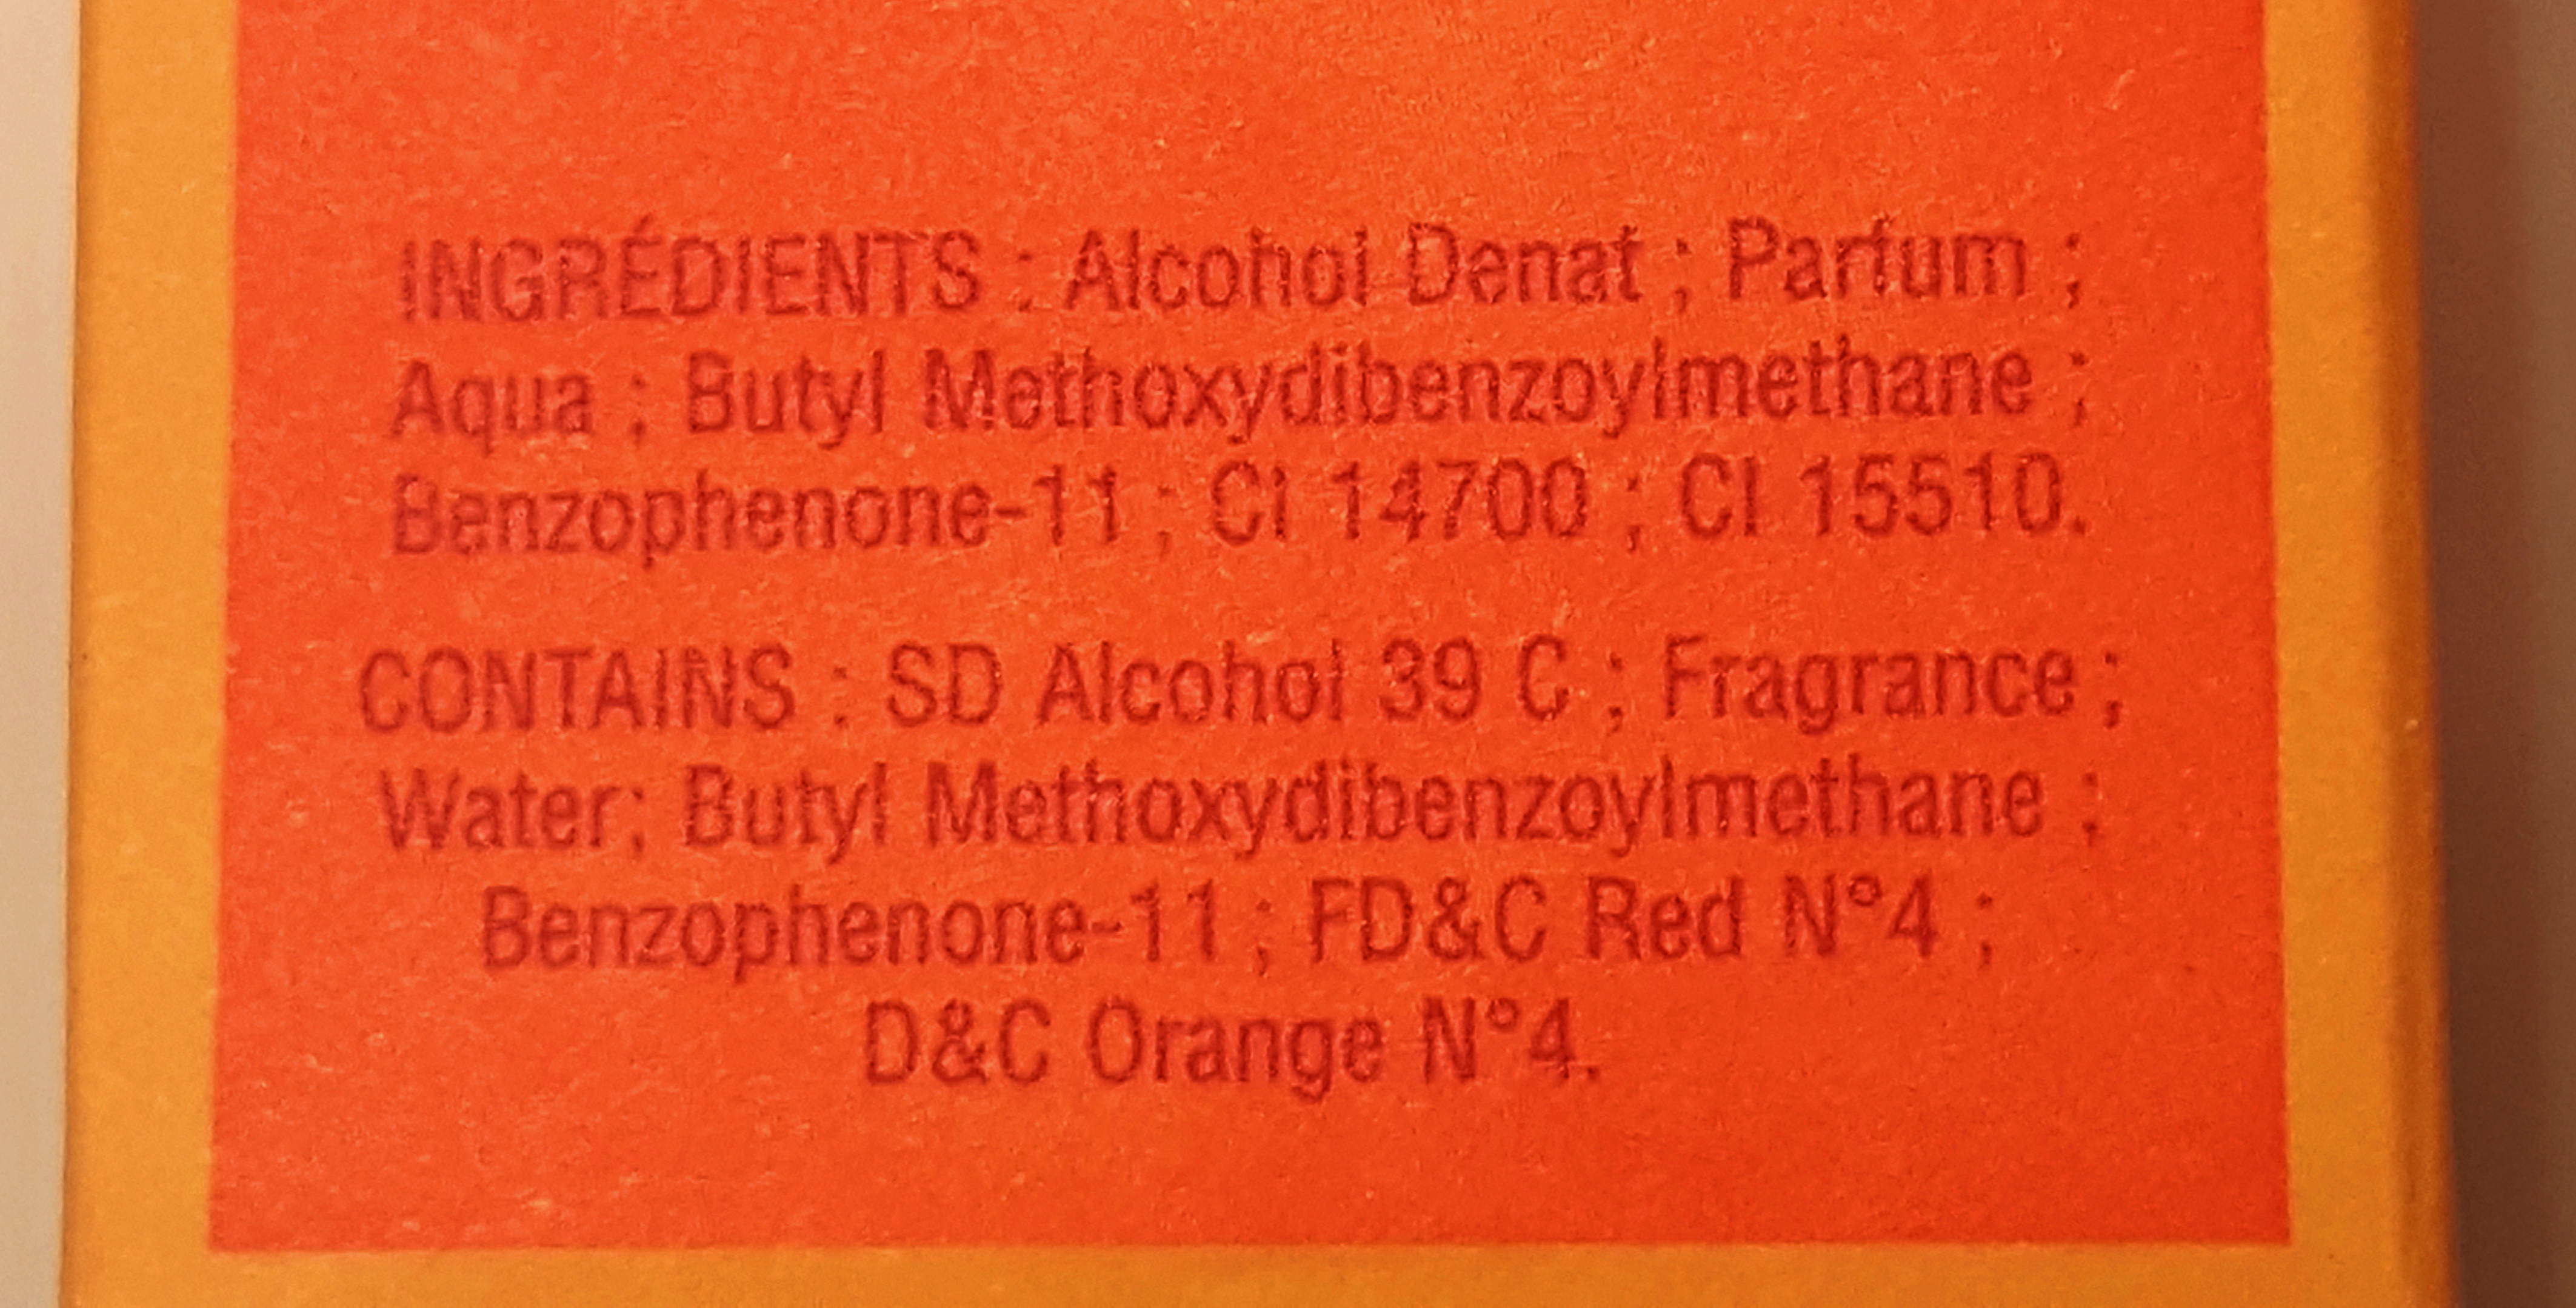 INGRÉDIENTS : Alcohol Denat ; Parfum ;
Aqua ; Butyl Methoxydibenzoylmethane ;
Benzophenone-11 ; CI 14700 ; CI 15510.
CONTAINS : SD Alcohol 39 C ; Fragrance ;
Water; Butyl Methoxydibenzoylmethane ;
Benzophenone-11 ; FD&C Red N°4 ;
D&C Orange N°4.